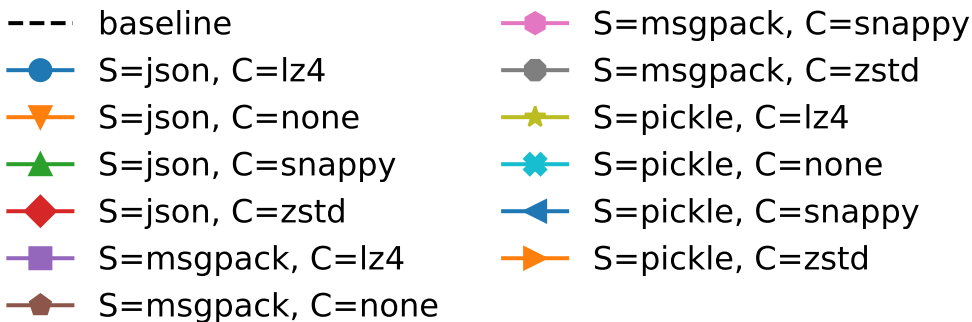 baseline
S=json, C=lz4
S=json, C=none
S=json, C=snappy
S=json, C=zstd
S=msgpack, C=lz4
S=msgpack, C=none
S=msgpack, C=snappy
S=msgpack, C=zstd
S=pickle, C=lz4
S=pickle, C=none
S=pickle, C=snappy
S=pickle, C=zstd